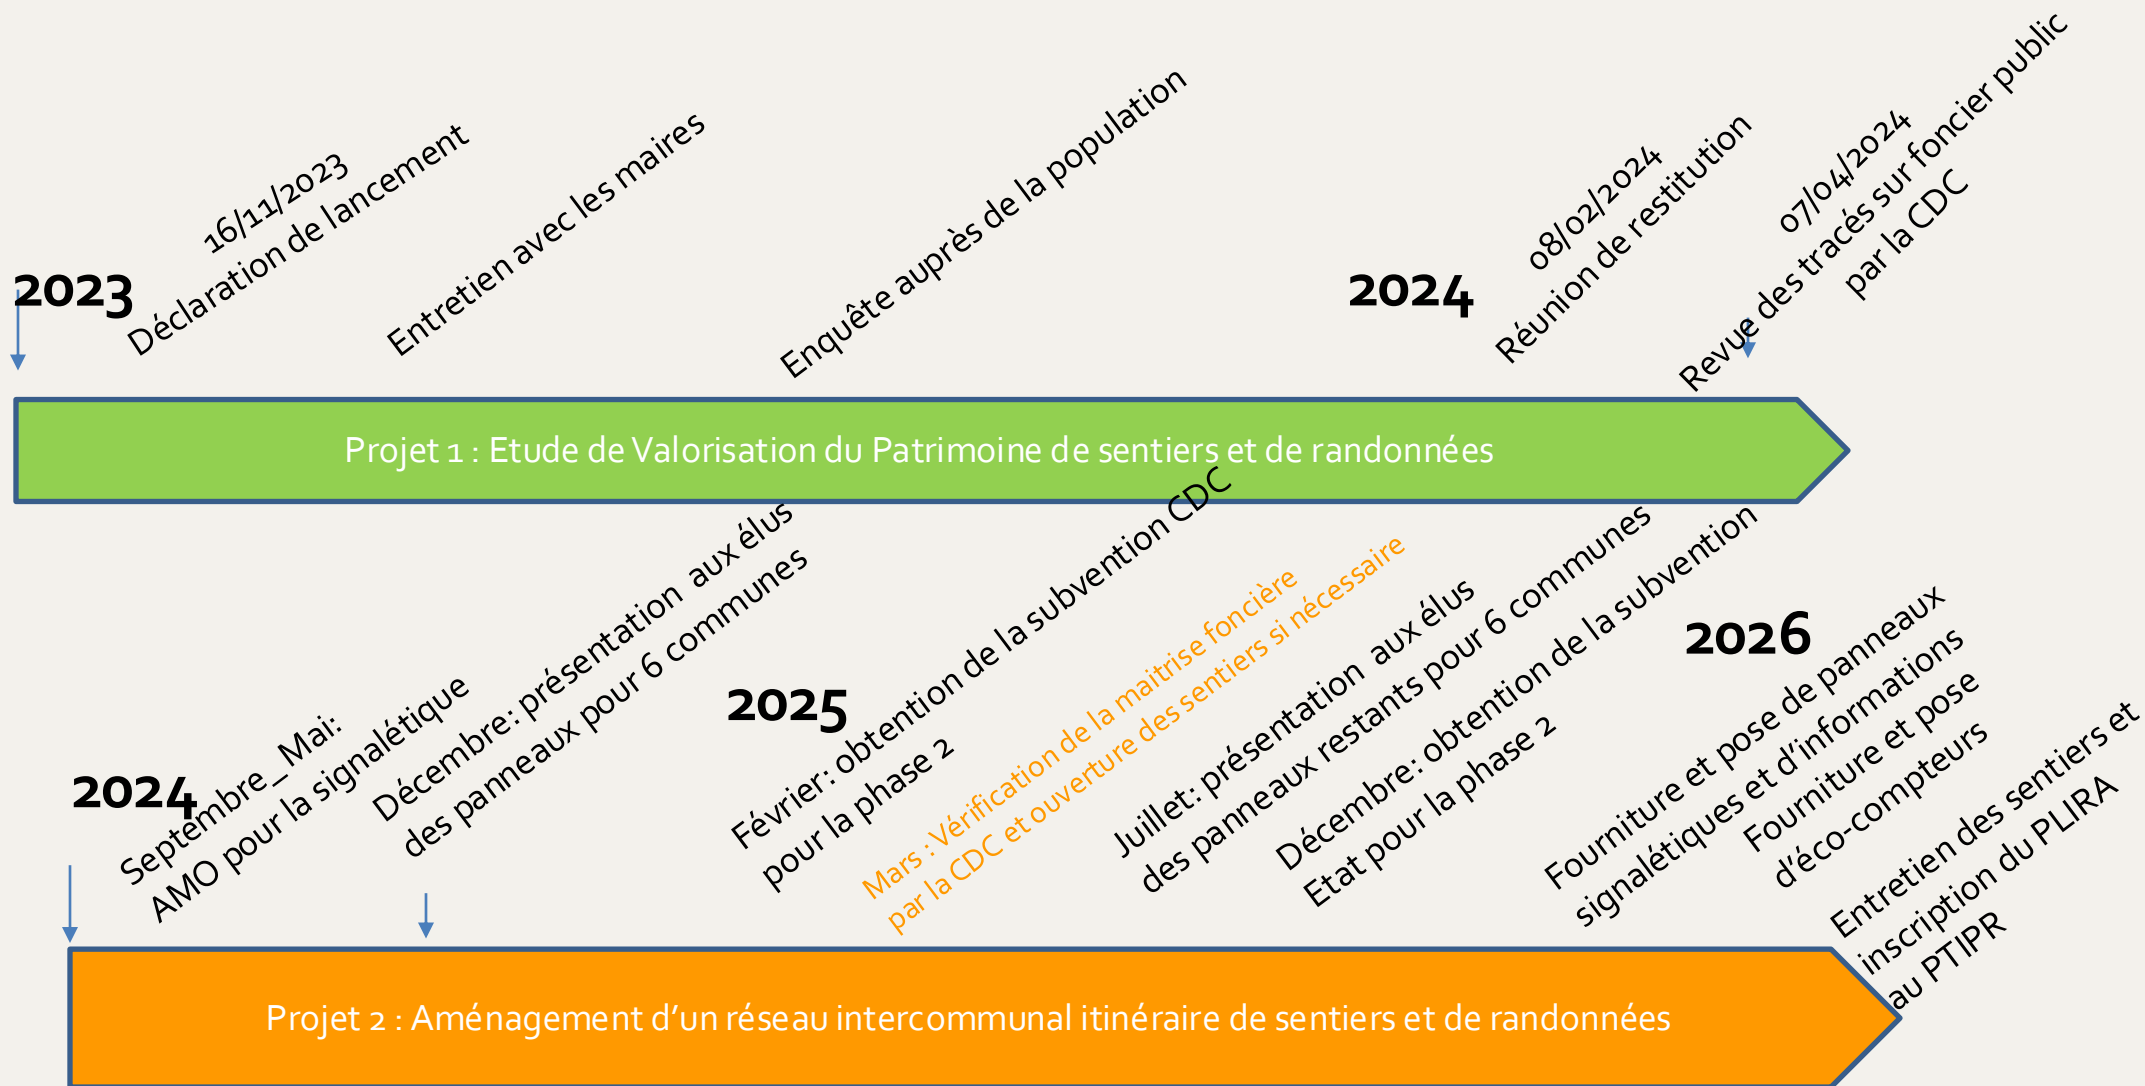 2023
16/11/2023
Déclaration de lancement
Entretien avec les maires
Enquête auprès de la population
2024
08/02/2024
Réunion de restitution
07/04/2024
Revue des tracés sur foncier public
par la CDC
Projet 1 : Etude de Valorisation du Patrimoine de sentiers et de randonnées
2024
Septembre_Mai:
AMO pour la signalétique
Décembre: présentation aux élus
des panneaux pour 6 communes
2025
Février: obtention de la subvention CDC
pour la phase 2
Mars : Vérification de la maitrise foncière
par la CDC et ouverture des sentiers si nécessaire
Juillet: présentation aux élus
des panneaux restants pour 6 communes
Décembre: obtention de la subvention
Etat pour la phase 2
2026
Fourniture et pose de panneaux
signalétiques et d'informations
Fourniture et pose
d'éco-compteurs
Entretien des sentiers et
inscription du PLIRA
au PTIPR
Projet 2 : Aménagement d’un réseau intercommunal itinéraire de sentiers et de randonnées